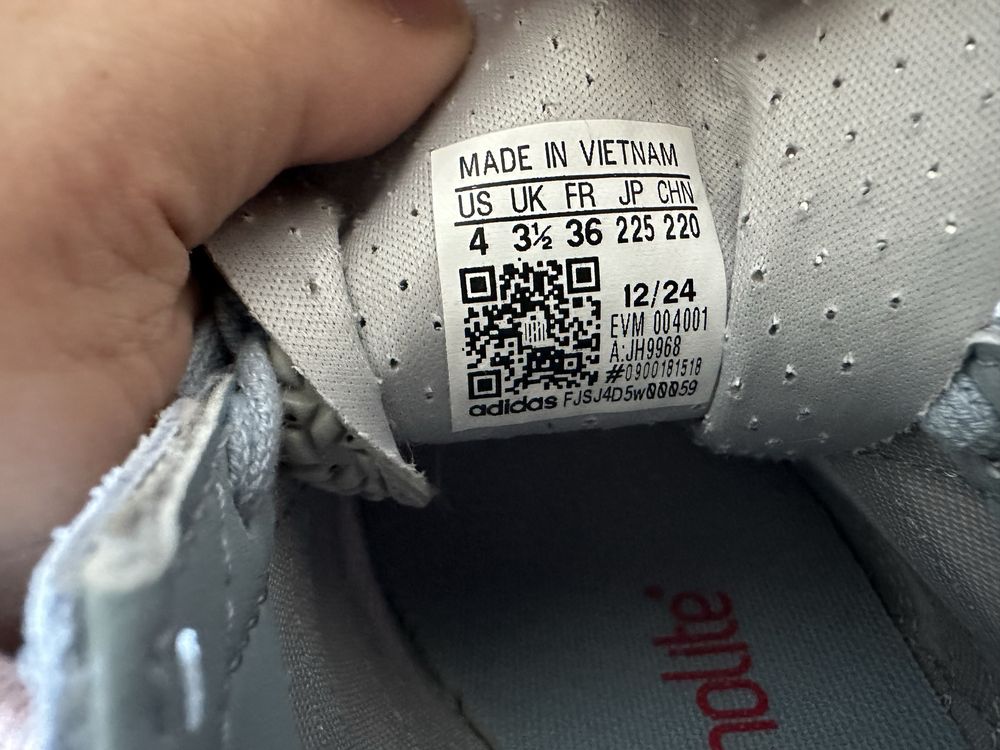 MADE IN VIETNAM
US UK FR JP CHN
4 3½ 36 225 220
12/24
EVM 004001
A:JH9968
#0900181518
adidas FJSJ4D5w00059